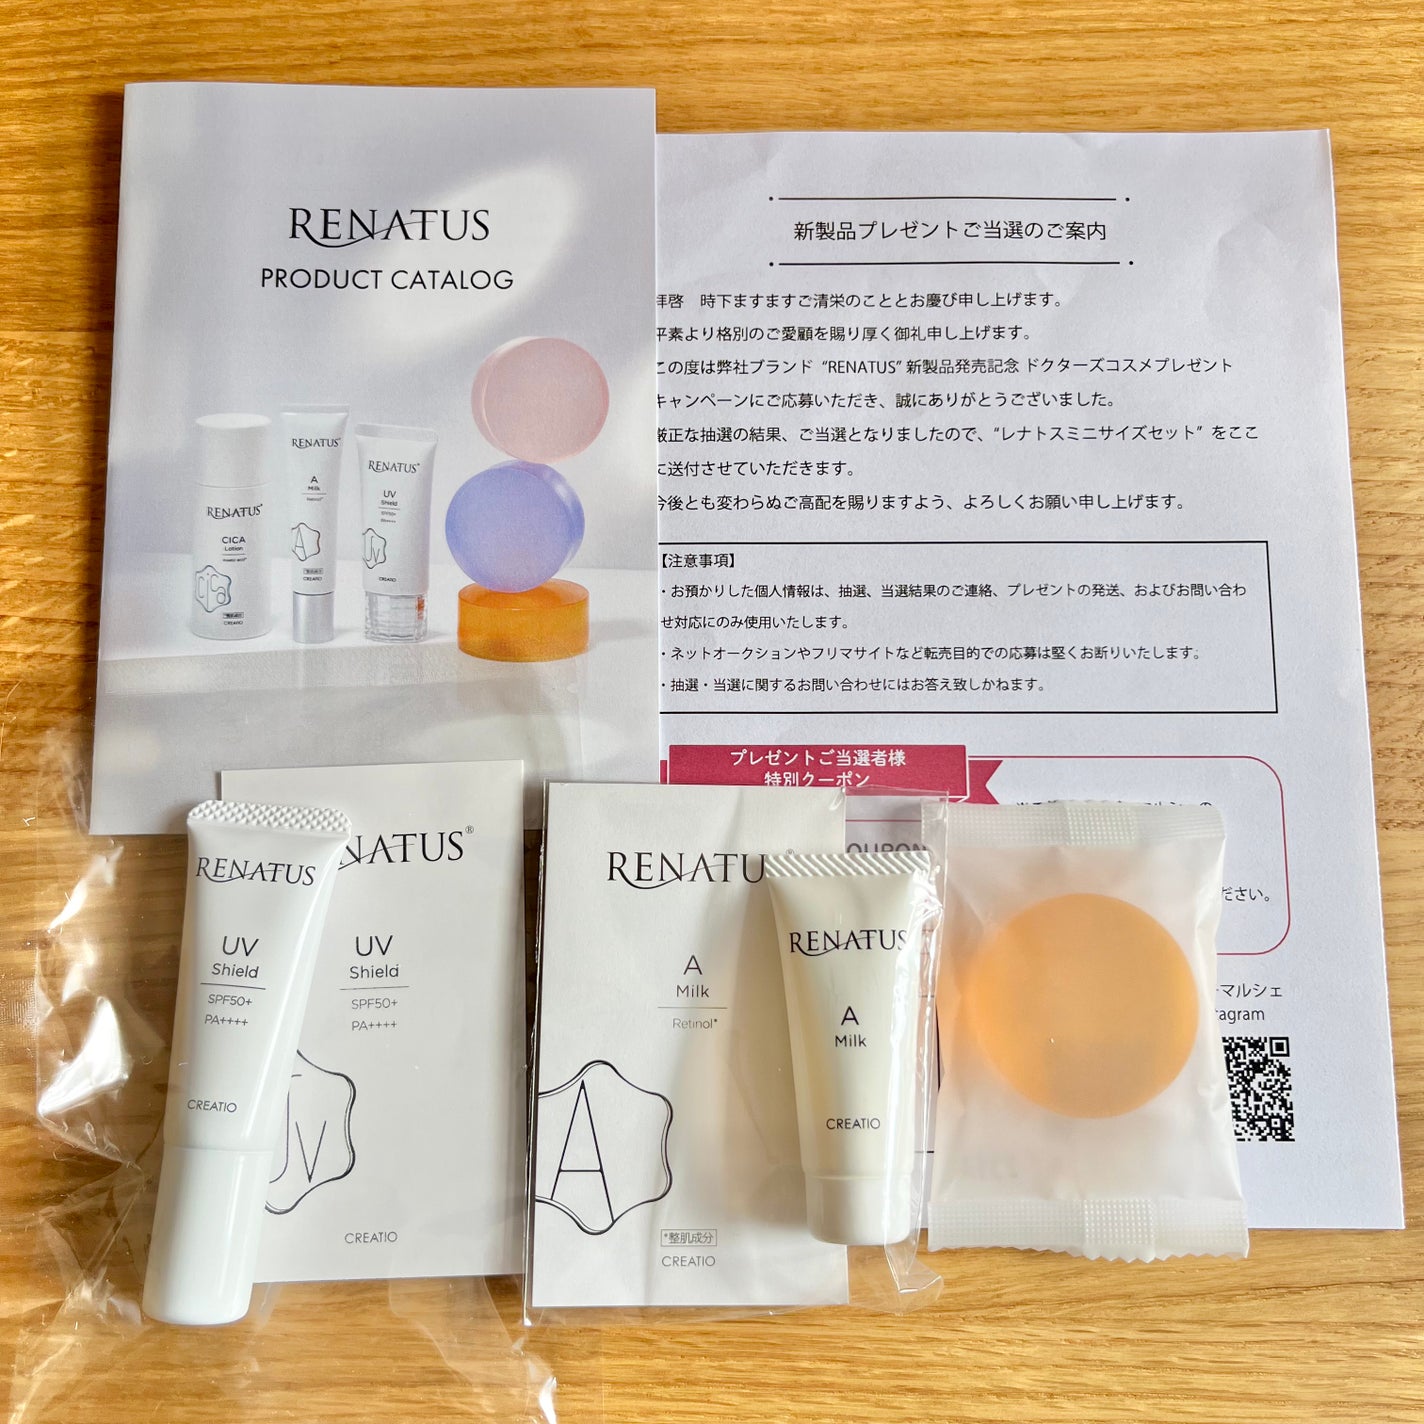 RENATUS
PRODUCT CATALOG
RENATUS
CICA
Lotion
CREATIO
RENATUS
A
Milk
Retinol*
A
CREATIO
RENATUS
UV
Shield
SPF50+
PA++++
UV
CREATIO
新製品プレゼントご当選のご案内
拝啓 時下ますますご清栄のこととお慶び申し上げます。
平素より格別のご愛顧を賜り厚く御礼申し上げます。
この度は弊社ブランド“RENATUS”新製品発売記念 ドクターズコスメプレゼント
キャンペーンにご応募いただき、誠にありがとうございました。
厳正な抽選の結果、ご当選となりましたので、“レナトスミニサイズセット”をここ
に送付させていただきます。
今後とも変わらぬご高配を賜りますよう、よろしくお願い申し上げます。
【注意事項】
・お預かりした個人情報は、抽選、当選結果のご連絡、プレゼントの発送、およびお問い合わ
せ対応にのみ使用いたします。
・ネットオークションやフリマサイトなど転売目的での応募は堅くお断りいたします。
・抽選・当選に関するお問い合わせにはお答え致しかねます。
プレゼントご当選者様
特別クーポン
OUPON
ださい。
マルシェ
agram
RENATUS
UV
Shield
SPF50+
PA++++
CREATIO
NATUS®
UV
Shield
SPF50+
PA++++
UV
CREATIO
RENATU
A
Milk
Retinol*
A
*整肌成分
CREATIO
RENATUS
A
Milk
CREATIO